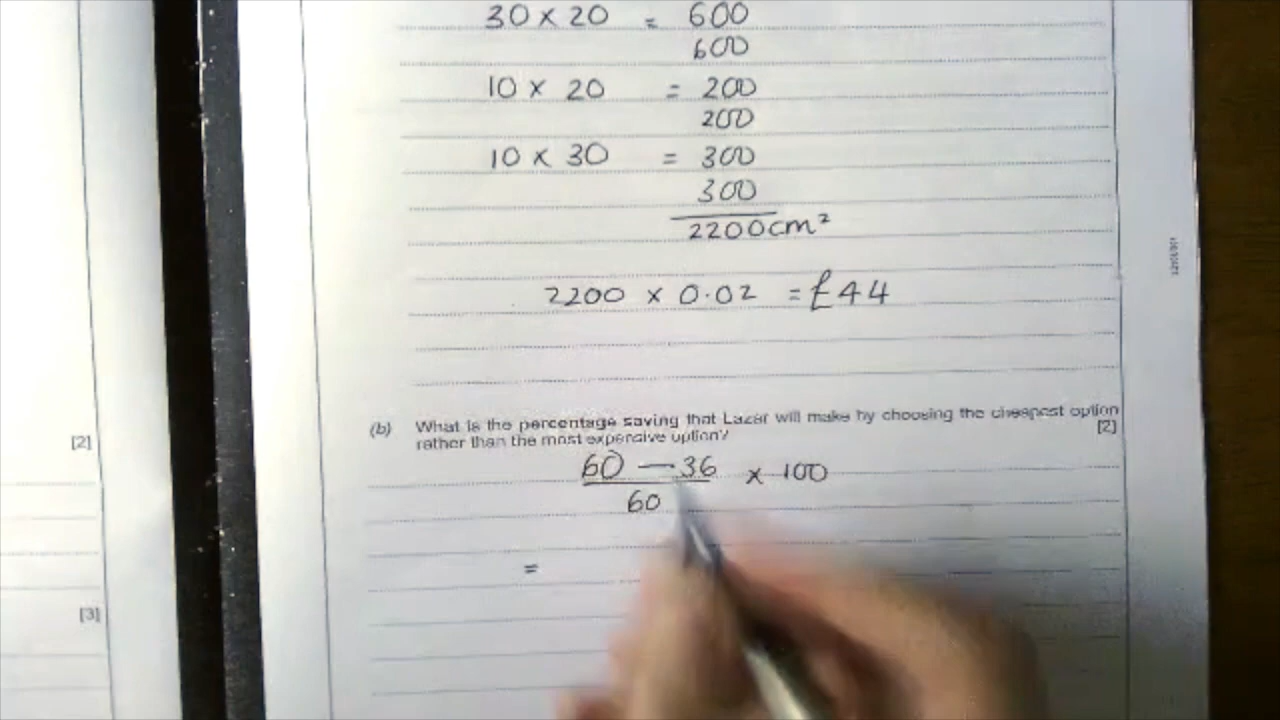 30 × 20 = 600
600
10 × 20 = 200
200
10 × 30 = 300
300
2200cm²
2200 × 0.02 = £44
(b) What is the percentage saving that Lazar will make by choosing the cheapest option
rather than the most expensive option? [2]
60 — 36 × 100
60
=
[2]
[3]